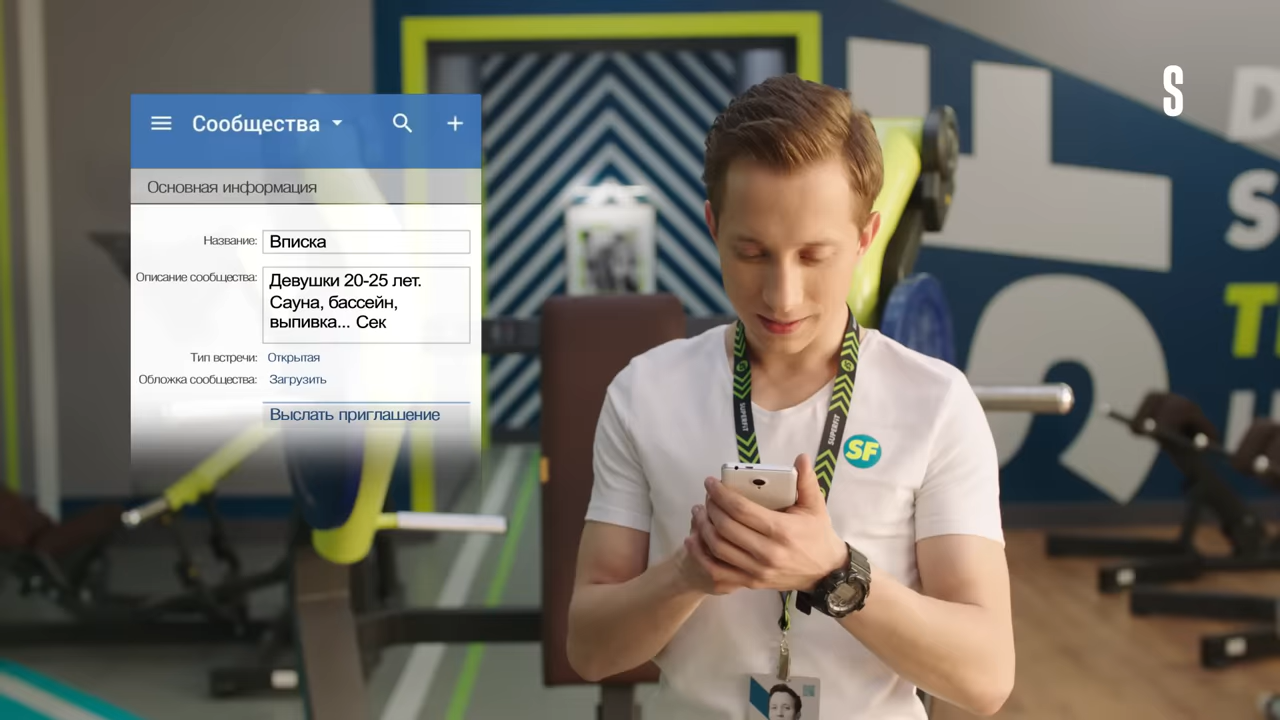 S
Сообщества
Основная информация
Название: Вписка
Описание сообщества: Девушки 20-25 лет.
Сауна, бассейн,
выпивка... Сек
Тип встречи: Открытая
Обложка сообщества: Загрузить
Выслать приглашение
SUPERFIT
SUPERFIT
SF